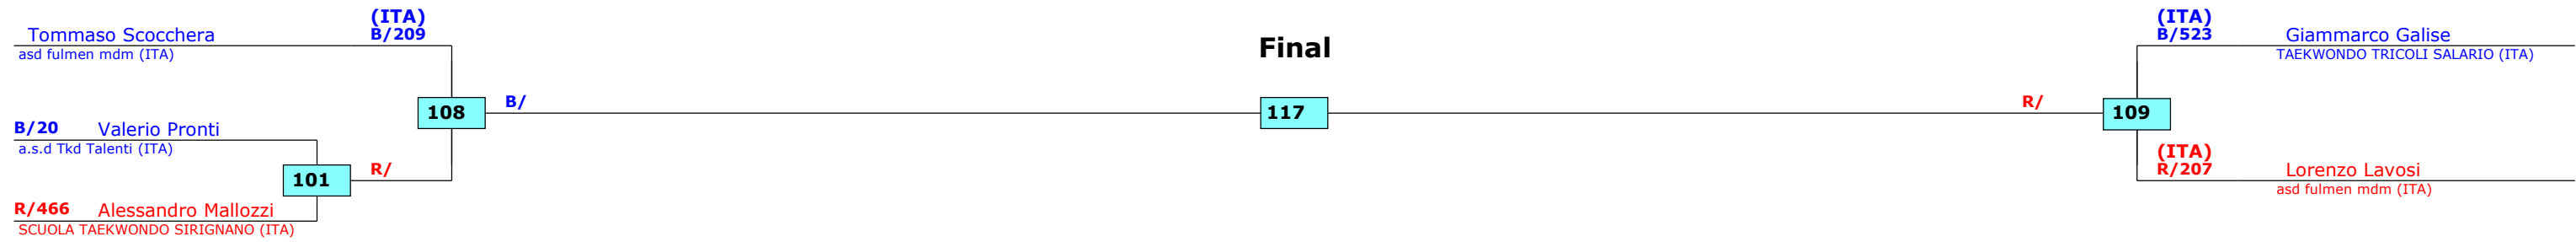 (ITA)
Tommaso Scocchera B/209
asd fulmen mdm (ITA)
108
B/
B/20 Valerio Pronti
a.s.d Tkd Talenti (ITA)
101
R/
R/466 Alessandro Mallozzi
SCUOLA TAEKWONDO SIRIGNANO (ITA)
Final
117
(ITA)
B/523 Giammarco Galise
TAEKWONDO TRICOLI SALARIO (ITA)
R/
109
(ITA)
R/207 Lorenzo Lavosi
asd fulmen mdm (ITA)